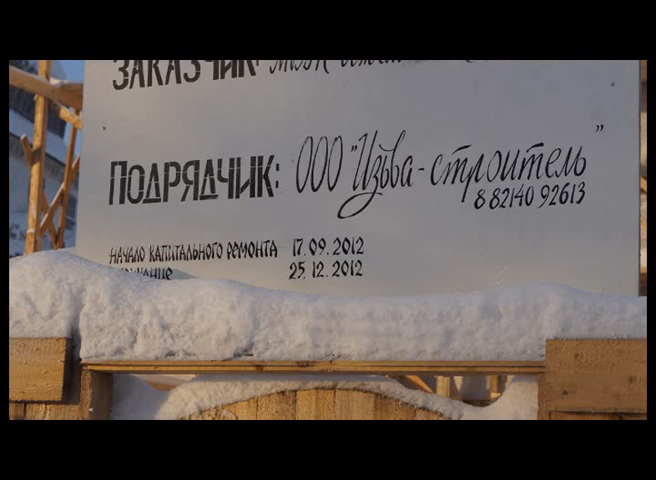 ЗАКАЗЧИК:
ПОДРЯДЧИК: ООО "Изьва-строитель"
8 82140 92613
НАЧАЛО КАПИТАЛЬНОГО РЕМОНТА 17.09.2012
25.12.2012